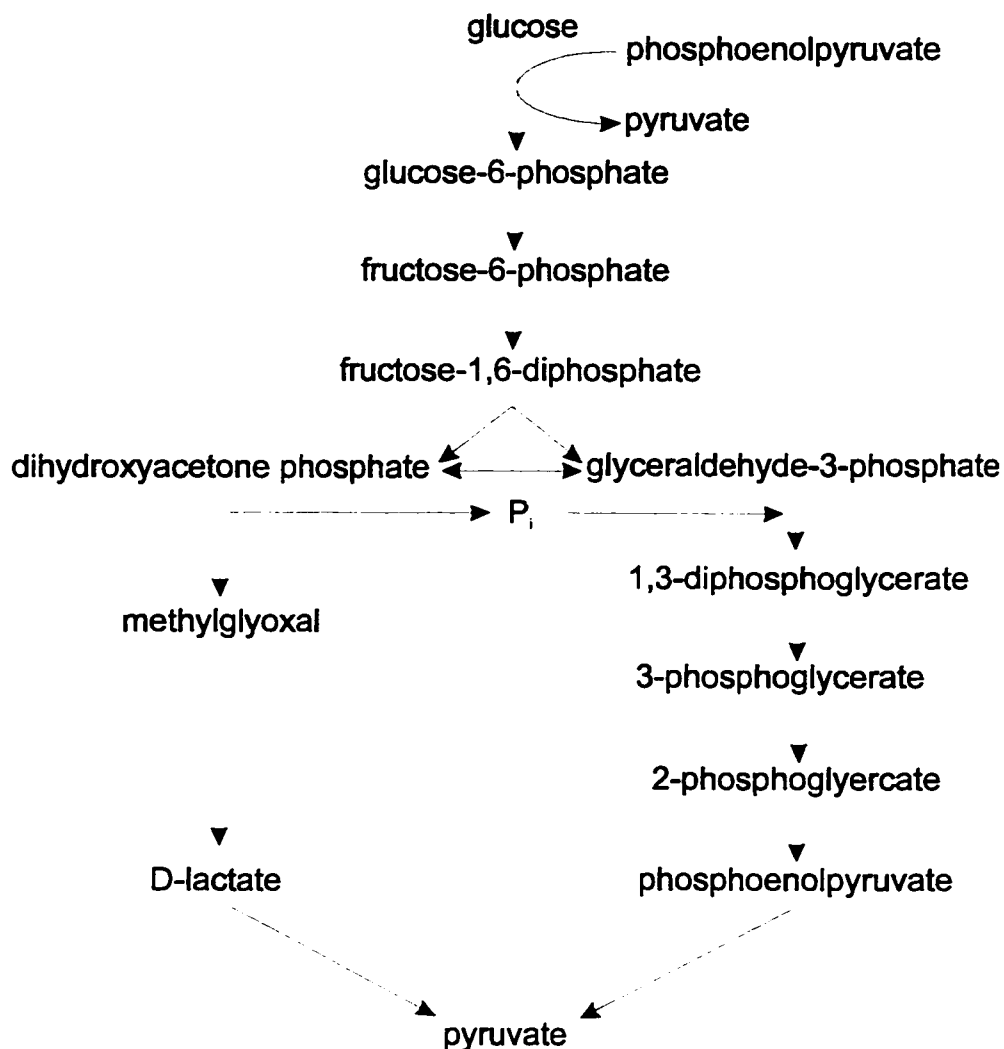 glucose
phosphoenolpyruvate
pyruvate
glucose-6-phosphate
fructose-6-phosphate
fructose-1,6-diphosphate
dihydroxyacetone phosphate
glyceraldehyde-3-phosphate
Pi
1,3-diphosphoglycerate
methylglyoxal
3-phosphoglycerate
2-phosphoglyercate
D-lactate
phosphoenolpyruvate
pyruvate